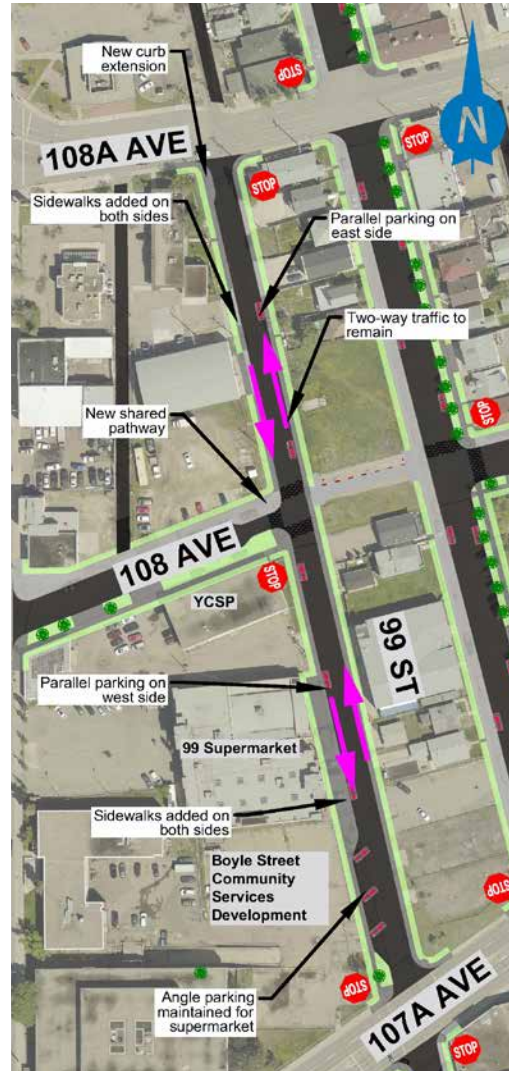 New curb
extension
STOP
N
108A AVE
STOP
STOP
Sidewalks added on
both sides
Parallel parking on
east side
Two-way traffic to
remain
New shared
pathway
STOP
108 AVE
STOP
YCSP
99 ST
Parallel parking on
west side
99 Supermarket
Sidewalks added on
both sides
Boyle Street
Community
Services
Development
STOP
Angle parking
maintained for
supermarket
STOP
107A AVE
STOP